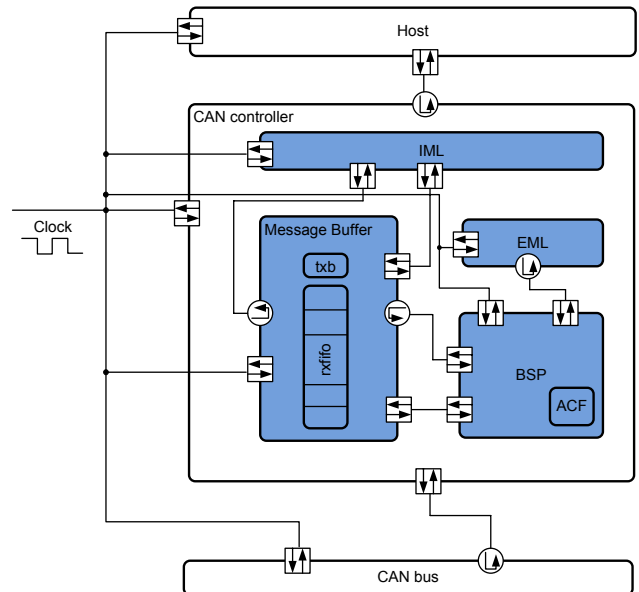 Host
CAN controller
IML
Clock
Message Buffer
EML
txb
rxfifo
BSP
ACF
CAN bus